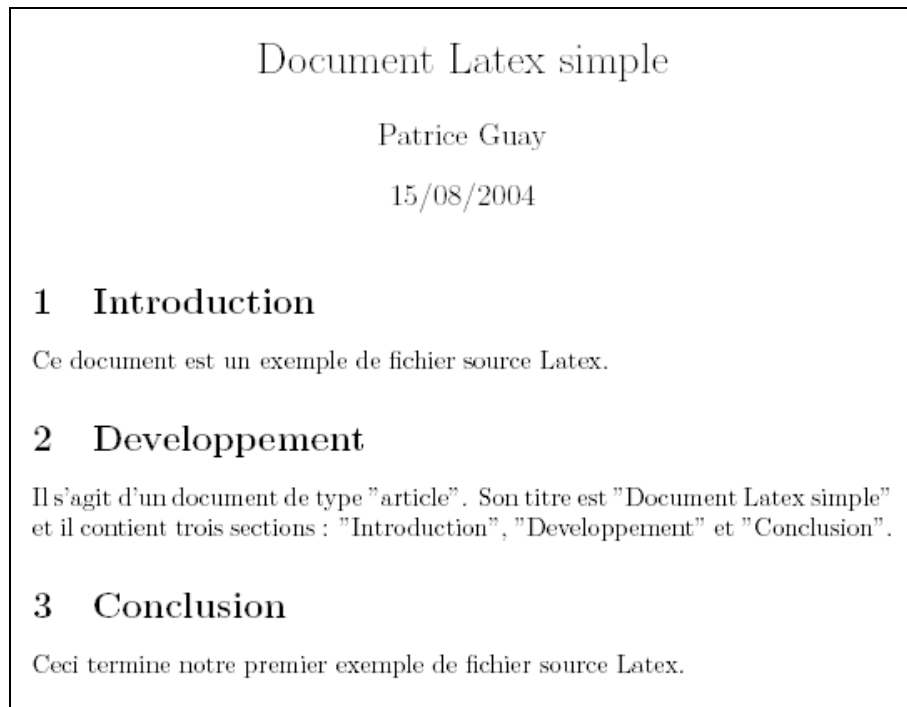 Document Latex simple
Patrice Guay
15/08/2004
1 Introduction
Ce document est un exemple de fichier source Latex.
2 Developpement
Il s'agit d'un document de type ”article”. Son titre est ”Document Latex simple”
et il contient trois sections : ”Introduction”, ”Developpement” et ”Conclusion”.
3 Conclusion
Ceci termine notre premier exemple de fichier source Latex.